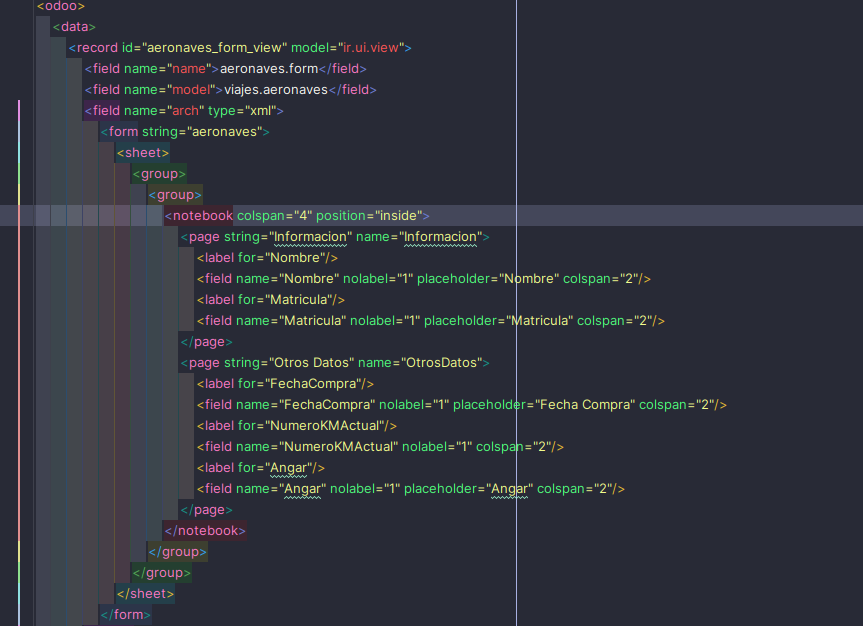 <odoo>
<data>
<record id="aeronaves_form_view" model="ir.ui.view">
<field name="name">aeronaves.form</field>
<field name="model">viajes.aeronaves</field>
<field name="arch" type="xml">
<form string="aeronaves">
<sheet>
<group>
<group>
<notebook colspan="4" position="inside">
<page string="Informacion" name="Informacion">
<label for="Nombre"/>
<field name="Nombre" nolabel="1" placeholder="Nombre" colspan="2"/>
<label for="Matricula"/>
<field name="Matricula" nolabel="1" placeholder="Matricula" colspan="2"/>
</page>
<page string="Otros Datos" name="OtrosDatos">
<label for="FechaCompra"/>
<field name="FechaCompra" nolabel="1" placeholder="Fecha Compra" colspan="2"/>
<label for="NumeroKMActual"/>
<field name="NumeroKMActual" nolabel="1" colspan="2"/>
<label for="Angar"/>
<field name="Angar" nolabel="1" placeholder="Angar" colspan="2"/>
</page>
</notebook>
</group>
</group>
</sheet>
</form>